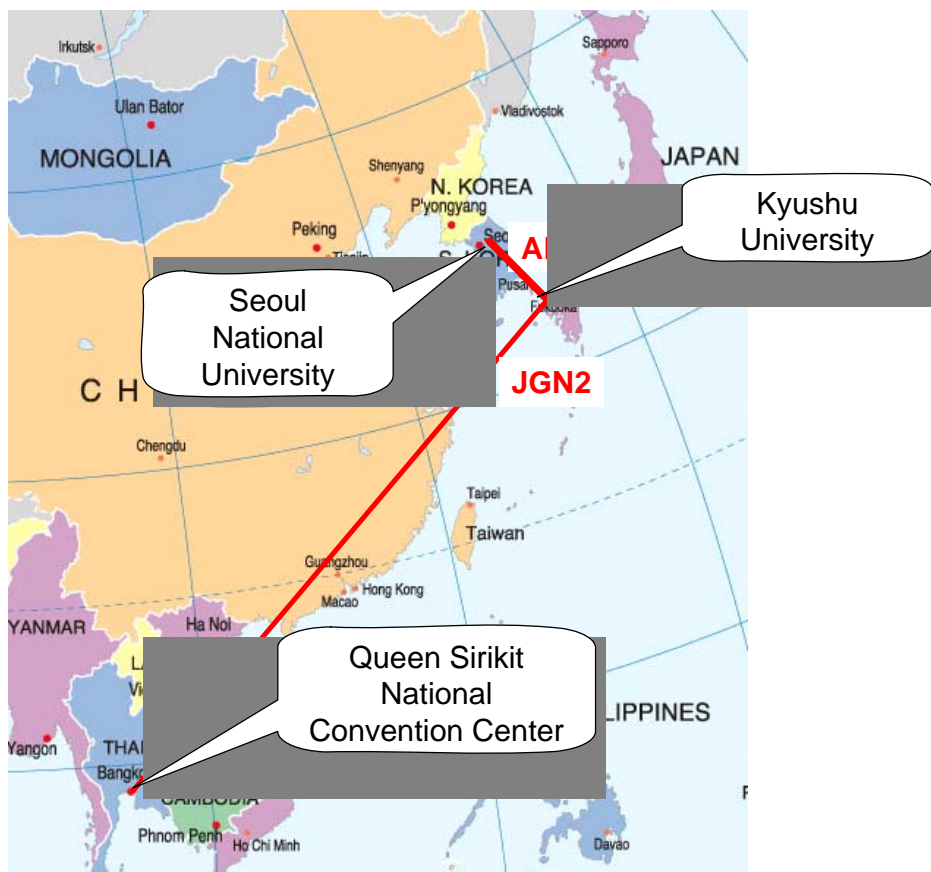 Irkutsk
Sapporo
Ulan Bator
Vladivostok
MONGOLIA
JAPAN
Shenyang
N. KOREA
P'yongyang
Kyushu
University
Peking
Seoul
National
University
JGN2
C H
Chengdu
Taipei
Taiwan
Guangzhou
Hong Kong
Macao
YANMAR
Ha Noi
Queen Sirikit
National
Convention Center
LIPPINES
Yangon
Phnom Penh
Ho Chi Minh
Davao